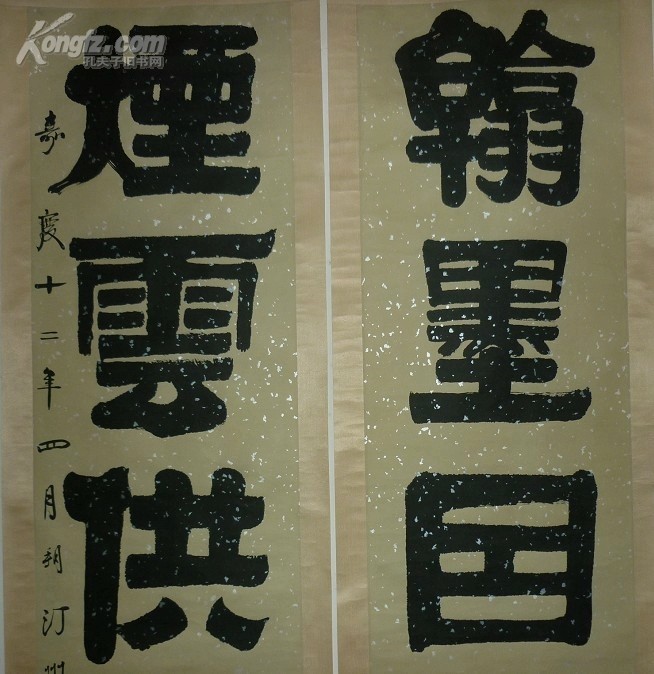 翰墨因
煙雲供
嘉慶十二年四月朔汀州
Kongfz.com
孔夫子旧书网